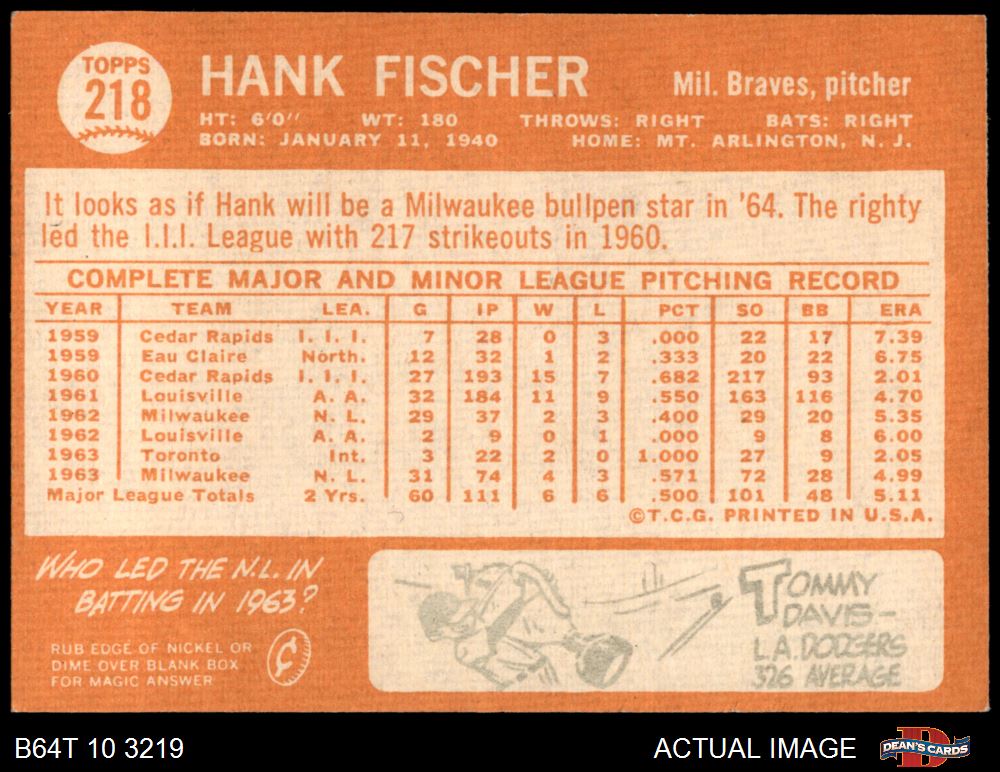 TOPPS
218
HANK FISCHER
Mil. Braves, pitcher
HT: 6'0" WT: 180 THROWS: RIGHT BATS: RIGHT
BORN: JANUARY 11, 1940 HOME: MT. ARLINGTON, N. J.
It looks as if Hank will be a Milwaukee bullpen star in '64. The righty
led the I.I.I. League with 217 strikeouts in 1960.
COMPLETE MAJOR AND MINOR LEAGUE PITCHING RECORD
YEAR TEAM LEA. G IP W L PCT SO BB ERA
1959 Cedar Rapids I. I. I. 7 28 0 3 .000 22 17 7.39
1959 Eau Claire North. 12 32 1 2 .333 20 22 6.75
1960 Cedar Rapids I. I. I. 27 193 15 7 .682 217 93 2.01
1961 Louisville A. A. 32 184 11 9 .550 163 116 4.70
1962 Milwaukee N. L. 29 37 2 3 .400 29 20 5.35
1962 Louisville A. A. 2 9 0 1 .000 9 8 6.00
1963 Toronto Int. 3 22 2 0 1.000 27 9 2.05
1963 Milwaukee N. L. 31 74 4 3 .571 72 28 4.99
Major League Totals 2 Yrs. 60 111 6 6 .500 101 48 5.11
©T.C.G. PRINTED IN U.S.A.
WHO LED THE N.L. IN
BATTING IN 1963?
RUB EDGE OF NICKEL OR
DIME OVER BLANK BOX
FOR MAGIC ANSWER
¢
TOMMY
DAVIS-
L.A. DODGERS
326 AVERAGE
B64T 10 3219
ACTUAL IMAGE
D
DEAN'S CARDS